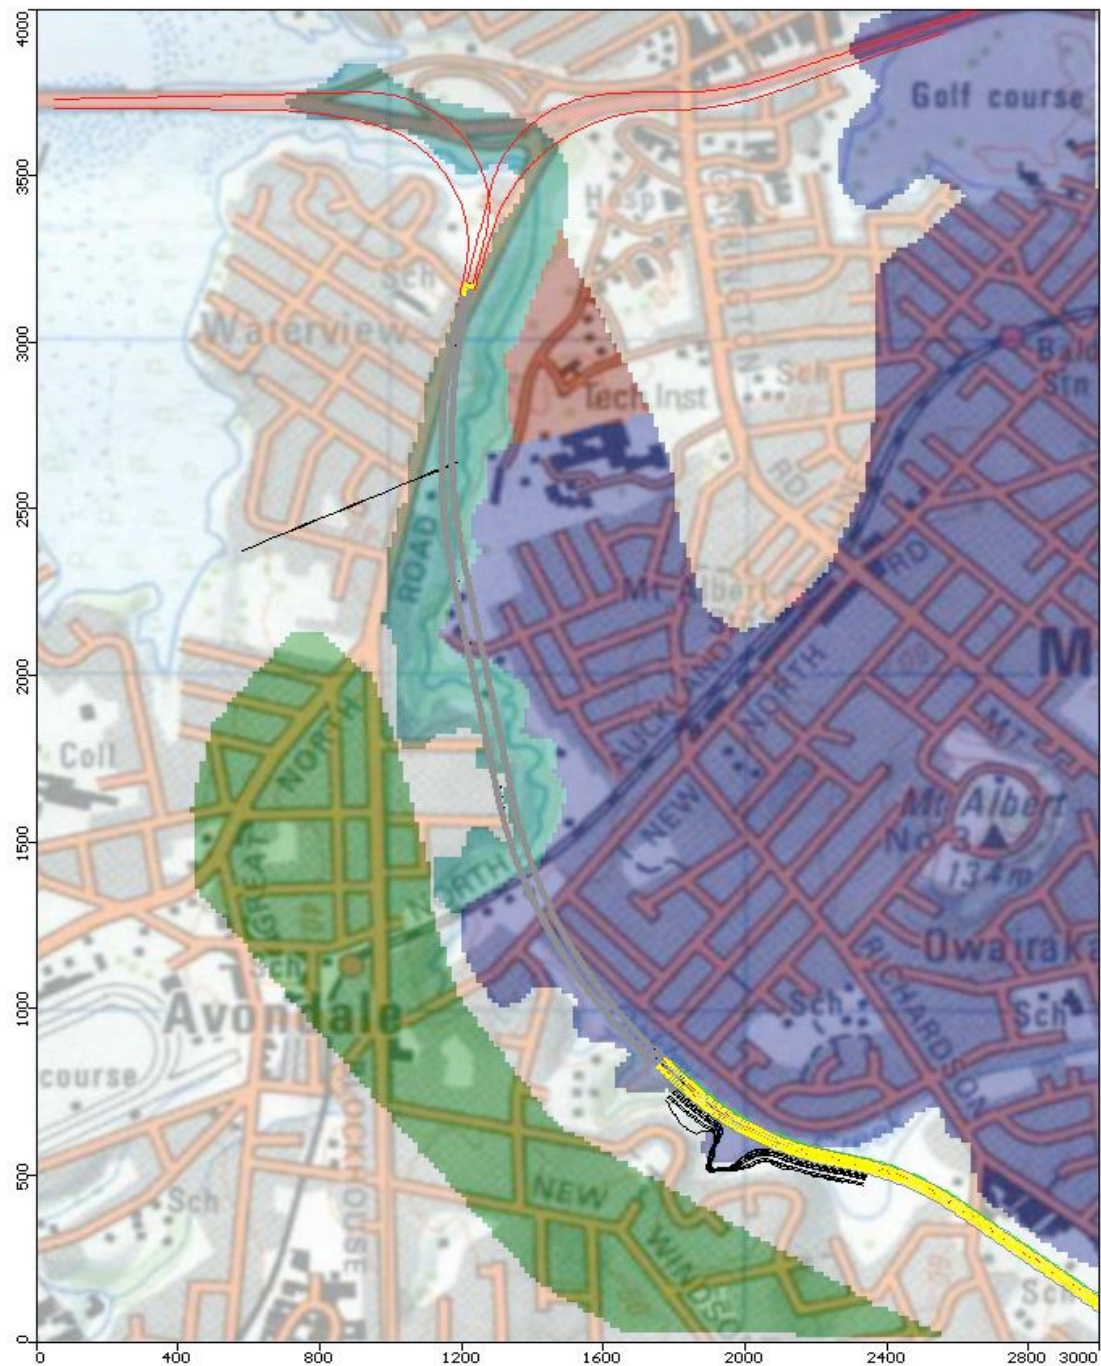 4000
Golf course
3500
Hosp
CARRINGTON
Sch
Waterview
3000
Bald
Stn
Sch
Tech Inst
RD
2500
ROAD
RD
Mt Albert
M
2000
AUCKLAND
NORTH
NORTH
MT
Coll
NEW
Mt Albert
No 3
134m
1500
GREAT
NORTH
RICHARDSON
Owairaka
Sch
Sch
Sch
Avondale
1000
course
500
Sch
NEW
WINDSO
Sch
0
0
400
800
1200
1600
2000
2400
2800
3000